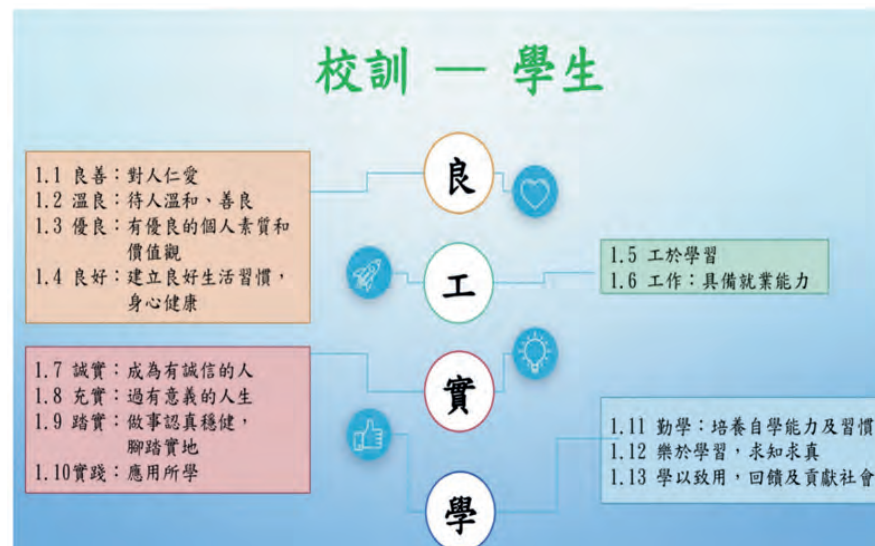 校訓 — 學生
良
1.1 良善：對人仁愛
1.2 溫良：待人溫和、善良
1.3 優良：有優良的個人素質和
價值觀
1.4 良好：建立良好生活習慣，
身心健康
工
1.5 工於學習
1.6 工作：具備就業能力
實
1.7 誠實：成為有誠信的人
1.8 充實：過有意義的人生
1.9 踏實：做事認真穩健，
腳踏實地
1.10實踐：應用所學
學
1.11 勤學：培養自學能力及習慣
1.12 樂於學習，求知求真
1.13 學以致用，回饋及貢獻社會